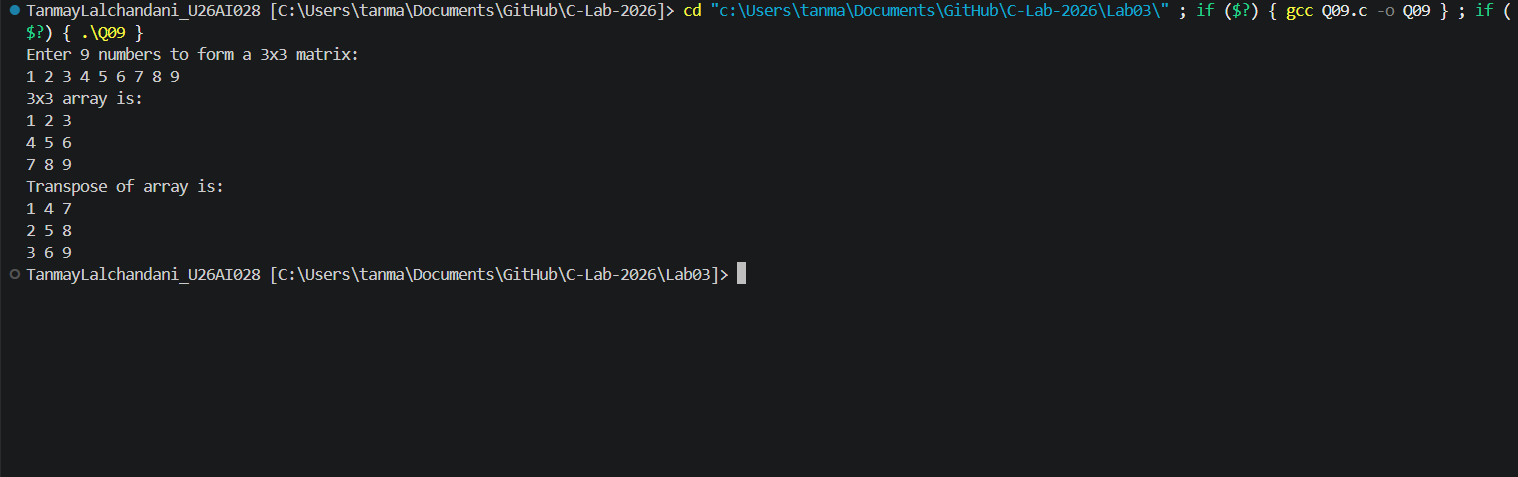 TanmayLalchandani_U26AI028 [C:\Users\tanma\Documents\GitHub\C-Lab-2026]> cd "c:\Users\tanma\Documents\GitHub\C-Lab-2026\Lab03\" ; if ($?) { gcc Q09.c -o Q09 } ; if (
$?) { .\Q09 }
Enter 9 numbers to form a 3x3 matrix:
1 2 3 4 5 6 7 8 9
3x3 array is:
1 2 3
4 5 6
7 8 9
Transpose of array is:
1 4 7
2 5 8
3 6 9
TanmayLalchandani_U26AI028 [C:\Users\tanma\Documents\GitHub\C-Lab-2026\Lab03]>